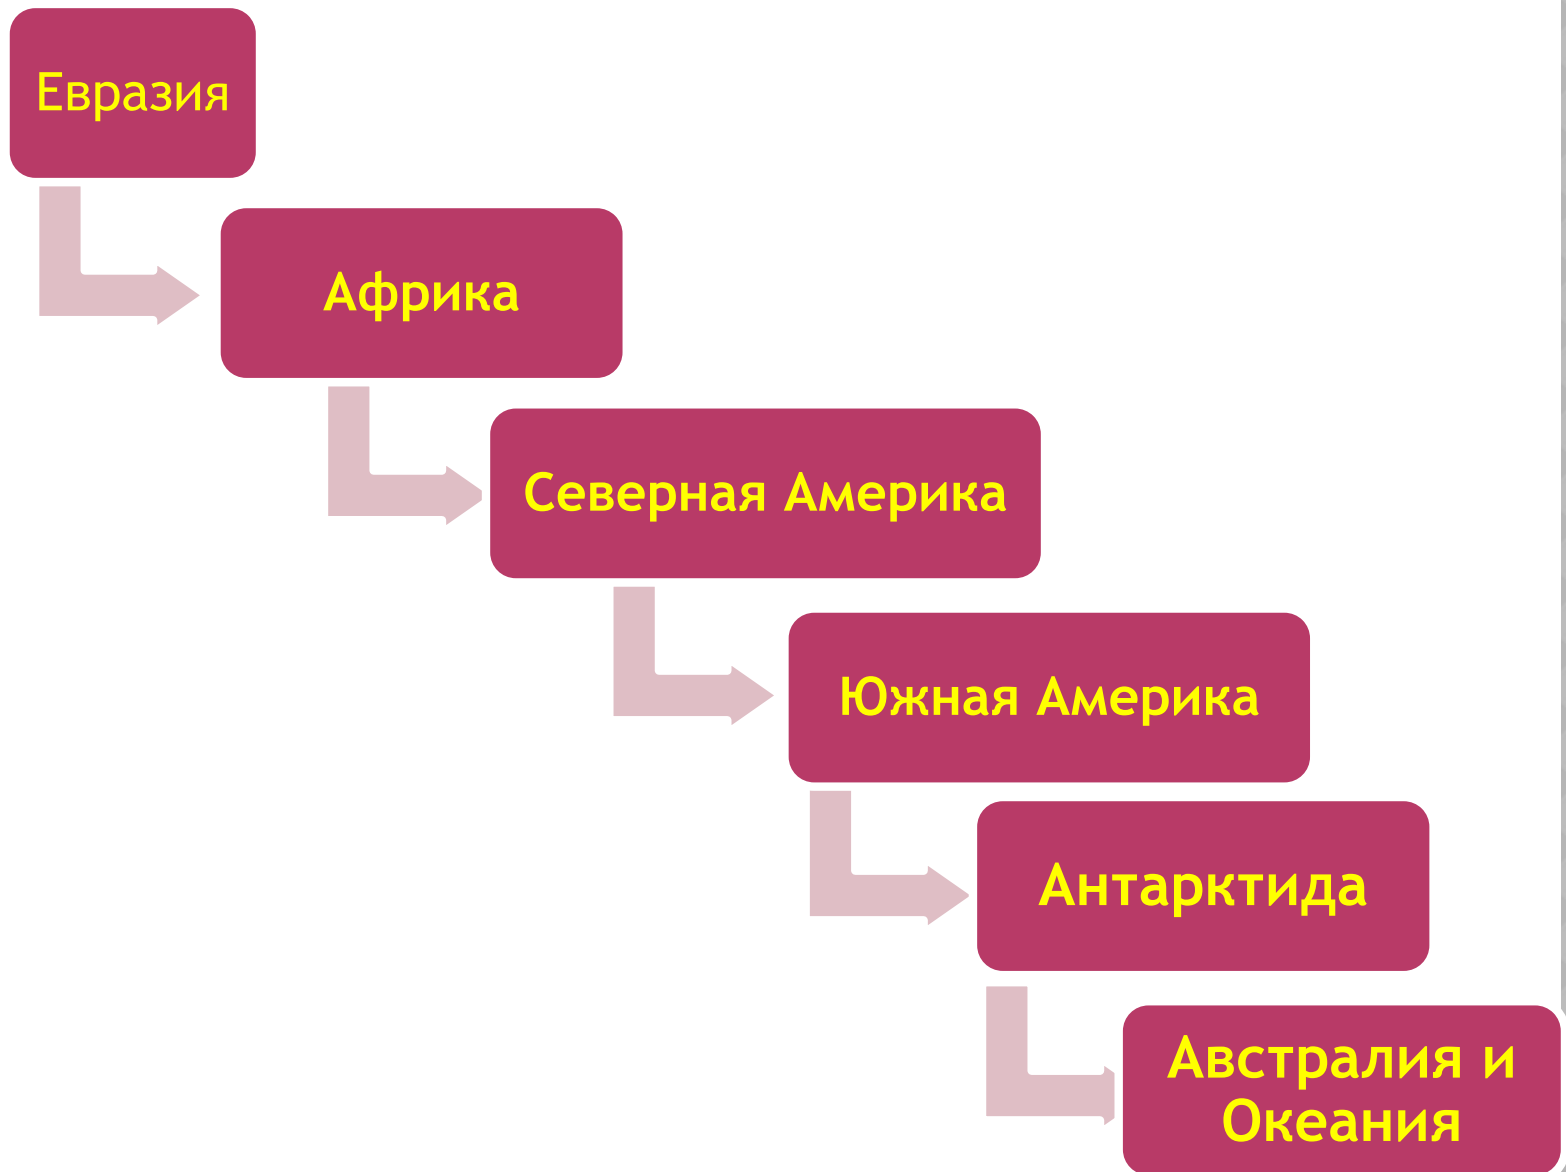 Евразия
Африка
Северная Америка
Южная Америка
Антарктида
Австралия и
Океания